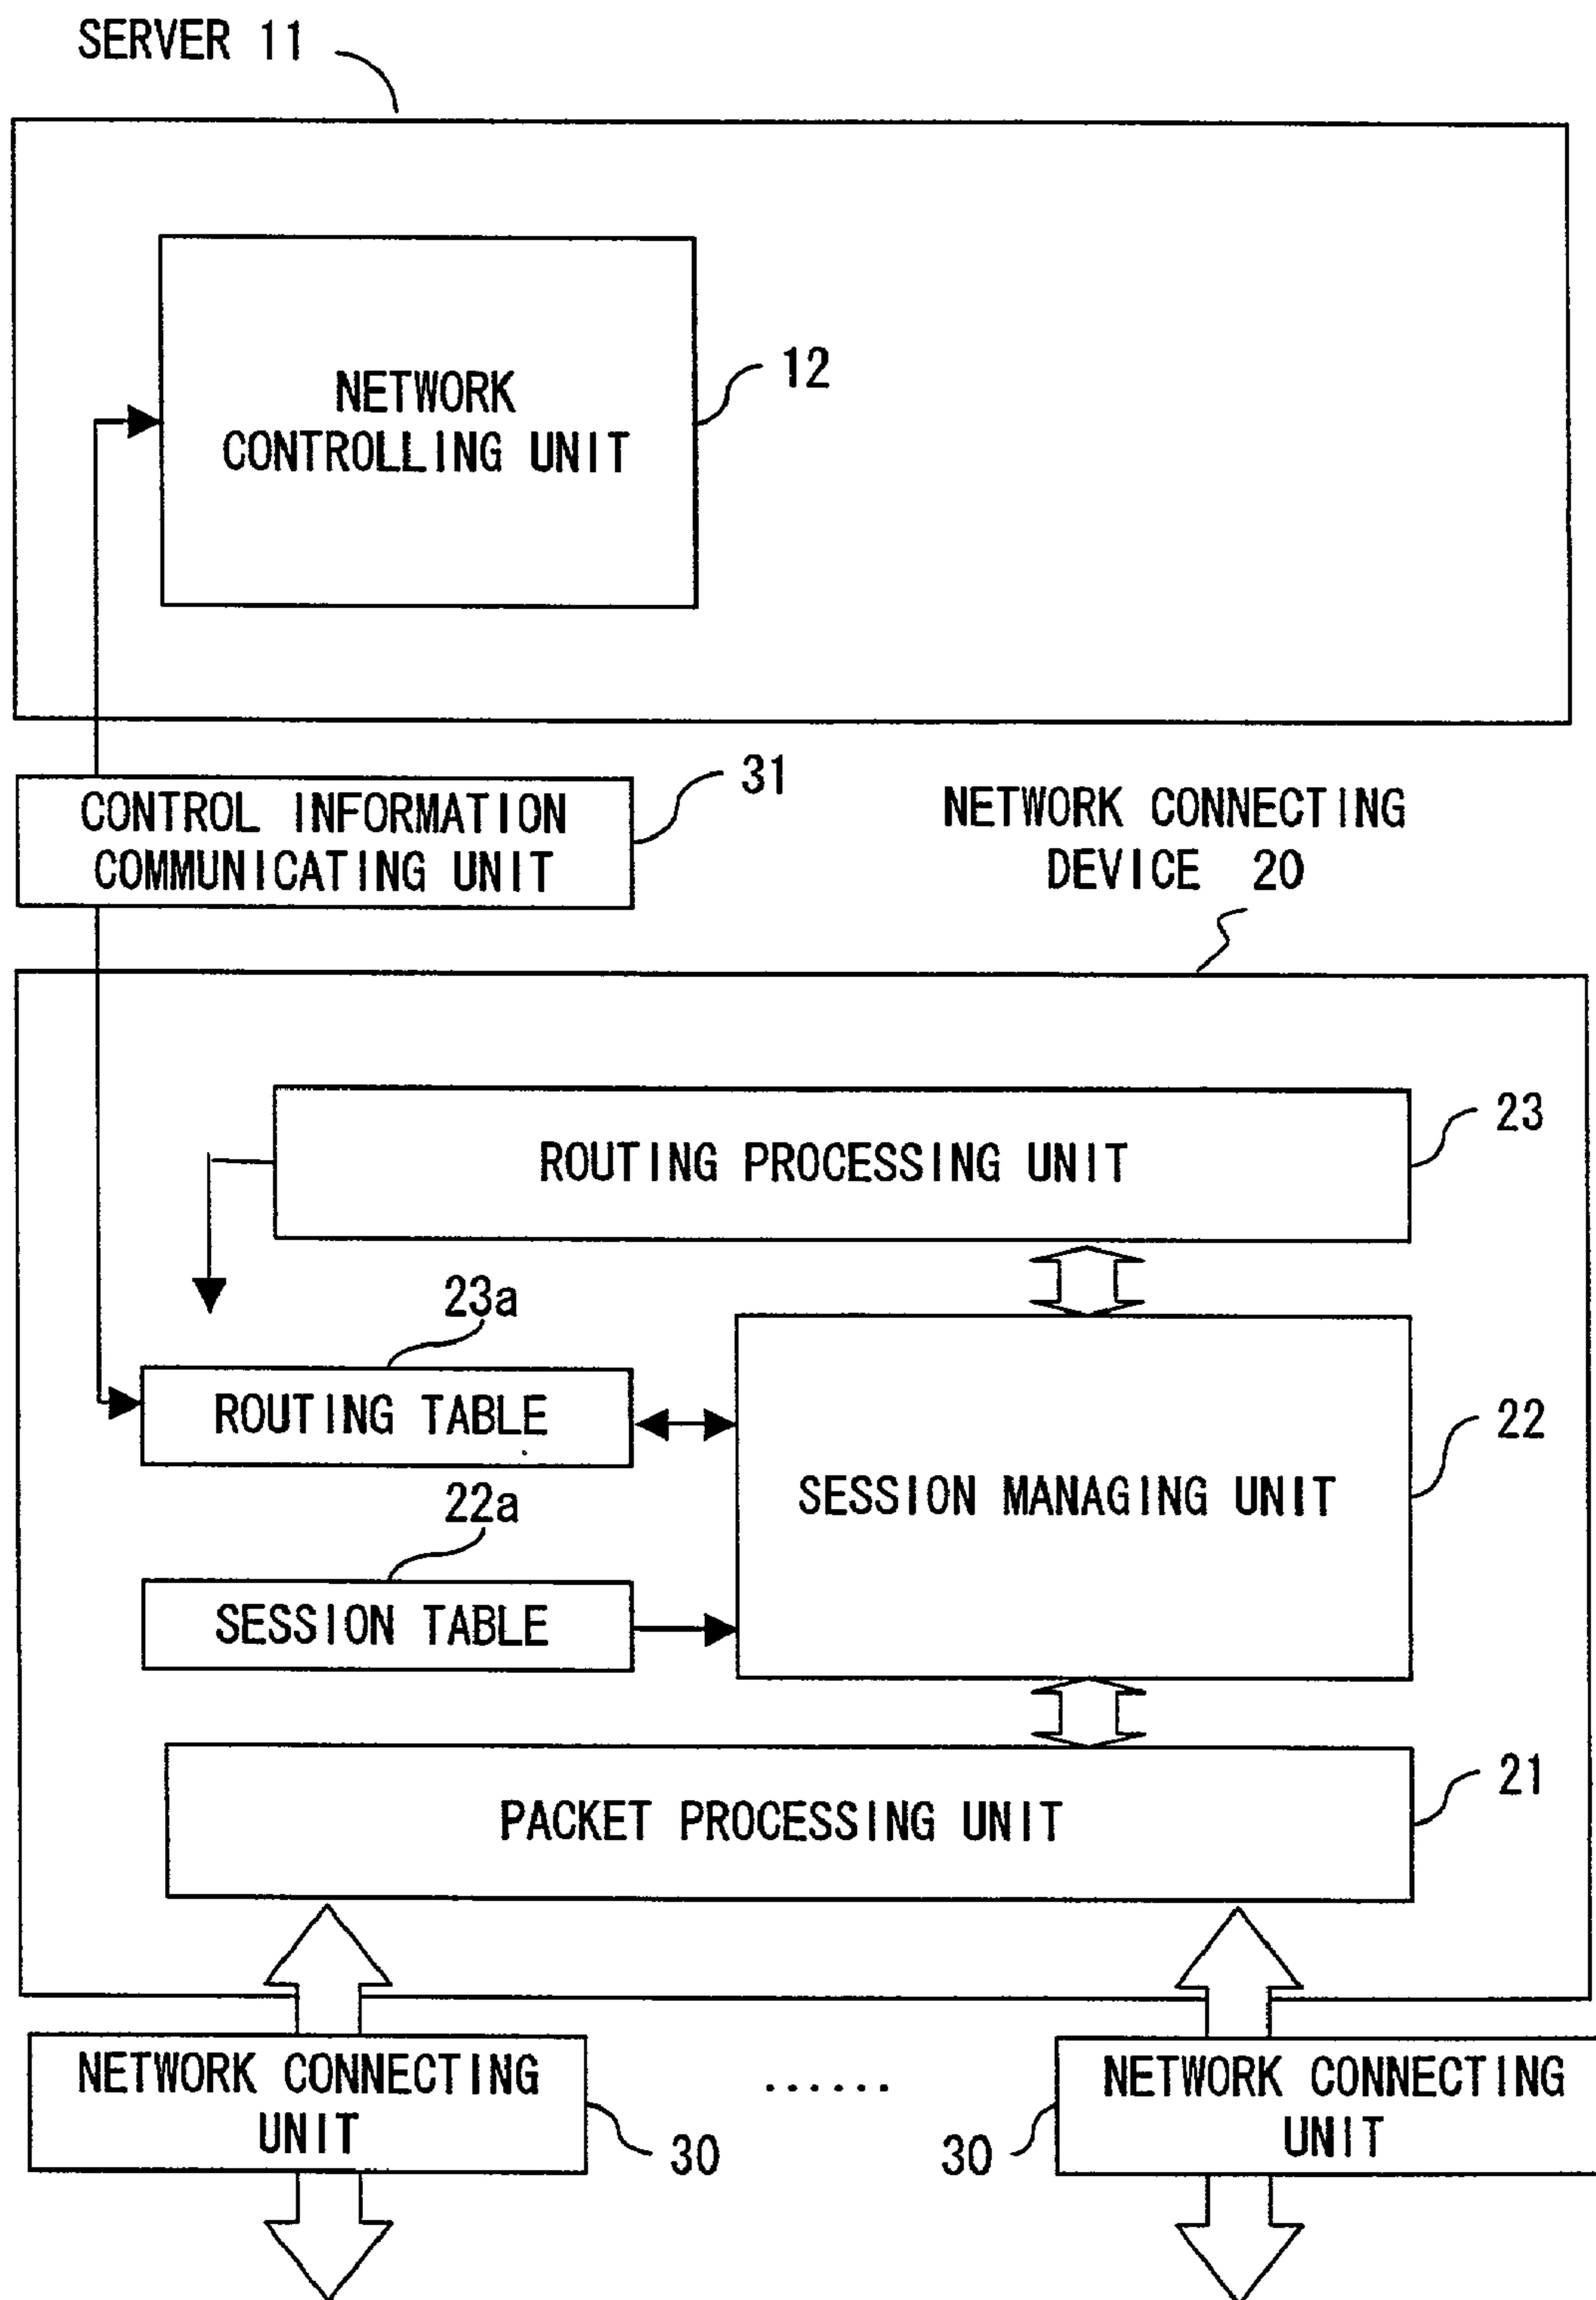 SERVER 11
NETWORK
CONTROLLING UNIT
12
CONTROL INFORMATION
COMMUNICATING UNIT
31
NETWORK CONNECTING
DEVICE 20
ROUTING PROCESSING UNIT
23
23a
ROUTING TABLE
22a
SESSION TABLE
SESSION MANAGING UNIT
22
PACKET PROCESSING UNIT
21
NETWORK CONNECTING
UNIT
30
......
30
NETWORK CONNECTING
UNIT